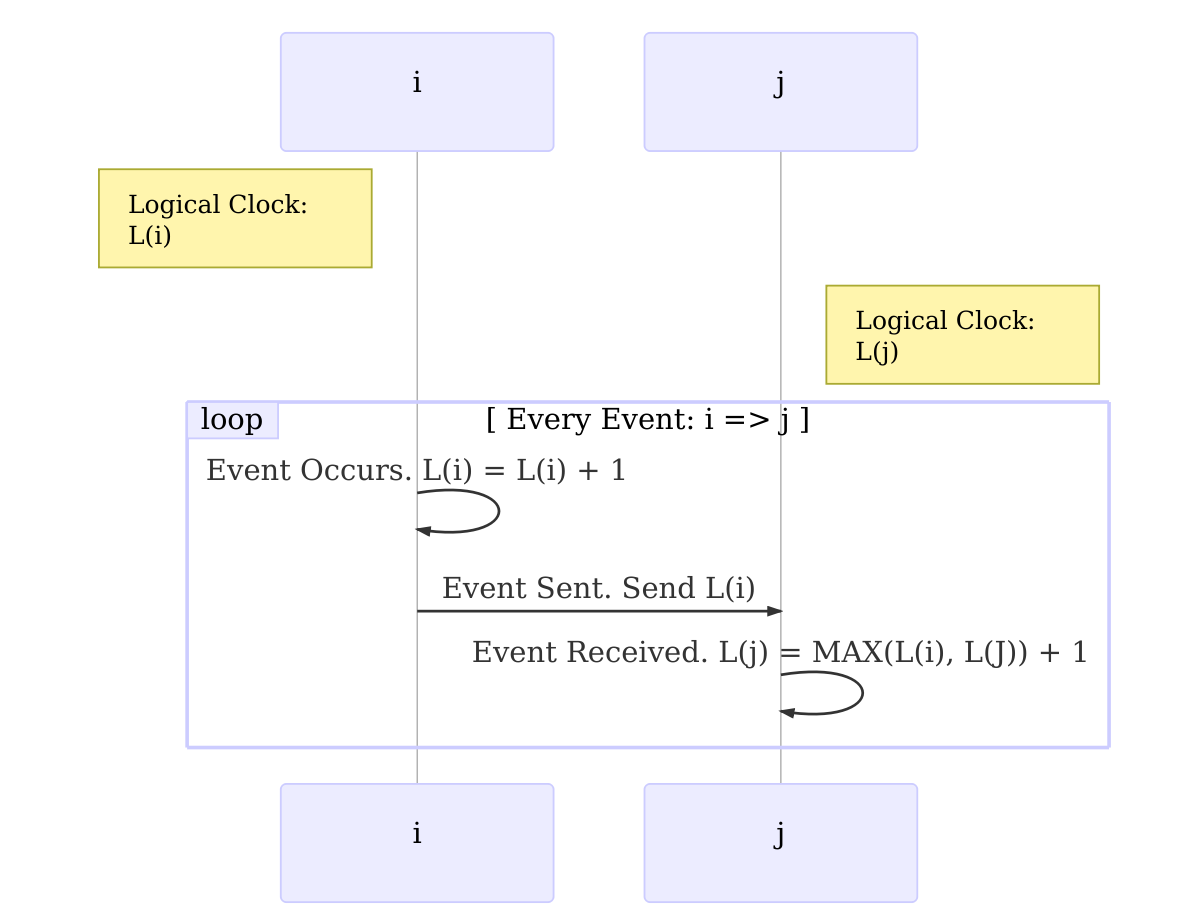 i
j
Logical Clock:
L(i)
Logical Clock:
L(j)
loop
[ Every Event: i => j ]
Event Occurs. L(i) = L(i) + 1
Event Sent. Send L(i)
Event Received. L(j) = MAX(L(i), L(J)) + 1
i
j